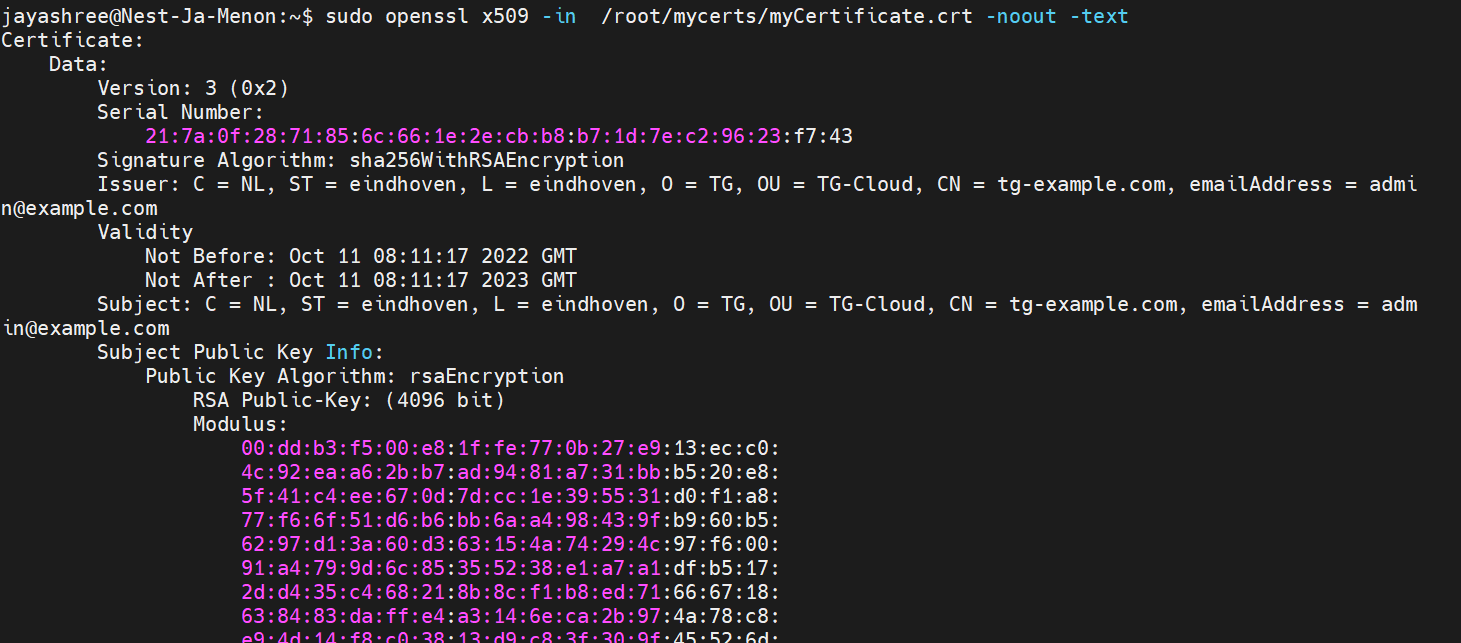 jayashree@Nest-Ja-Menon:~$ sudo openssl x509 -in  /root/mycerts/myCertificate.crt -noout -text
Certificate:
    Data:
        Version: 3 (0x2)
        Serial Number:
            21:7a:0f:28:71:85:6c:66:1e:2e:cb:b8:b7:1d:7e:c2:96:23:f7:43
        Signature Algorithm: sha256WithRSAEncryption
        Issuer: C = NL, ST = eindhoven, L = eindhoven, O = TG, OU = TG-Cloud, CN = tg-example.com, emailAddress = admi
n@example.com
        Validity
            Not Before: Oct 11 08:11:17 2022 GMT
            Not After : Oct 11 08:11:17 2023 GMT
        Subject: C = NL, ST = eindhoven, L = eindhoven, O = TG, OU = TG-Cloud, CN = tg-example.com, emailAddress = adm
in@example.com
        Subject Public Key Info:
            Public Key Algorithm: rsaEncryption
                RSA Public-Key: (4096 bit)
                Modulus:
                    00:dd:b3:f5:00:e8:1f:fe:77:0b:27:e9:13:ec:c0:
                    4c:92:ea:a6:2b:b7:ad:94:81:a7:31:bb:b5:20:e8:
                    5f:41:c4:ee:67:0d:7d:cc:1e:39:55:31:d0:f1:a8:
                    77:f6:6f:51:d6:b6:bb:6a:a4:98:43:9f:b9:60:b5:
                    62:97:d1:3a:60:d3:63:15:4a:74:29:4c:97:f6:00:
                    91:a4:79:9d:6c:85:35:52:38:e1:a7:a1:df:b5:17:
                    2d:d4:35:c4:68:21:8b:8c:f1:b8:ed:71:66:67:18:
                    63:84:83:da:ff:e4:a3:14:6e:ca:2b:97:4a:78:c8:
                    e9:4d:14:f8:c0:38:13:d9:c8:3f:30:9f:45:52:6d: